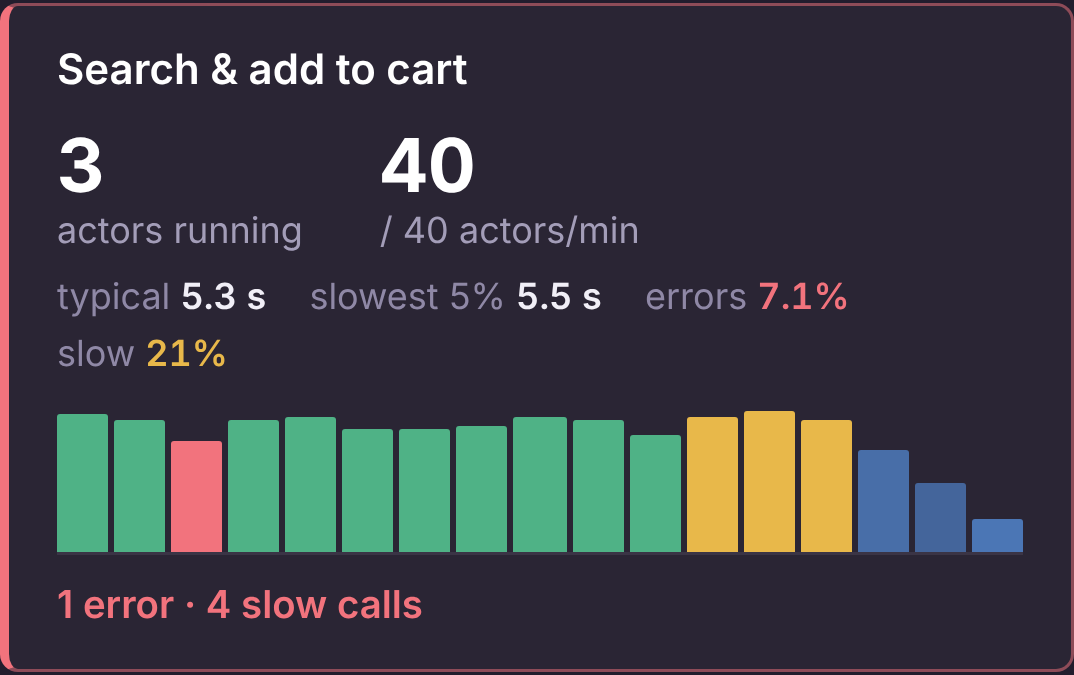 Search & add to cart
3 40
actors running / 40 actors/min
typical 5.3 s slowest 5% 5.5 s errors 7.1%
slow 21%
1 error · 4 slow calls